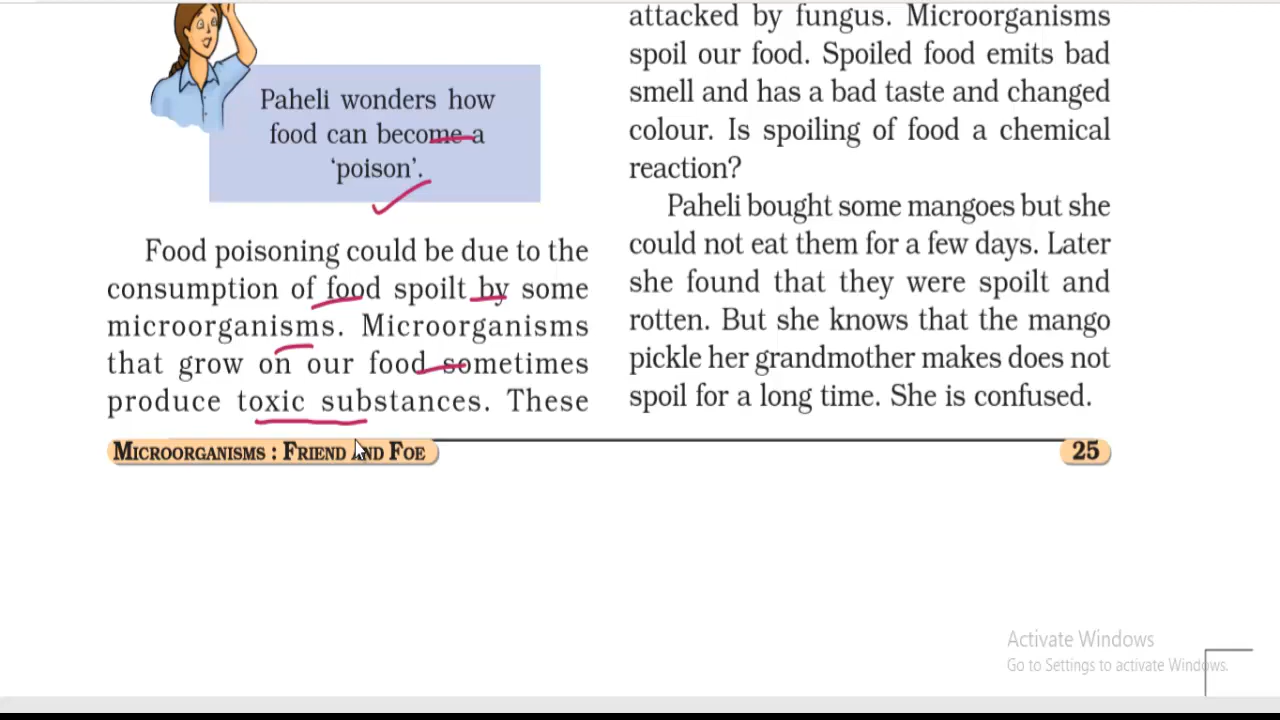 Paheli wonders how
food can become a
‘poison’.
Food poisoning could be due to the
consumption of food spoilt by some
microorganisms. Microorganisms
that grow on our food sometimes
produce toxic substances. These
attacked by fungus. Microorganisms
spoil our food. Spoiled food emits bad
smell and has a bad taste and changed
colour. Is spoiling of food a chemical
reaction?
Paheli bought some mangoes but she
could not eat them for a few days. Later
she found that they were spoilt and
rotten. But she knows that the mango
pickle her grandmother makes does not
spoil for a long time. She is confused.
MICROORGANISMS : FRIEND AND FOE
25
Activate Windows
Go to Settings to activate Windows.